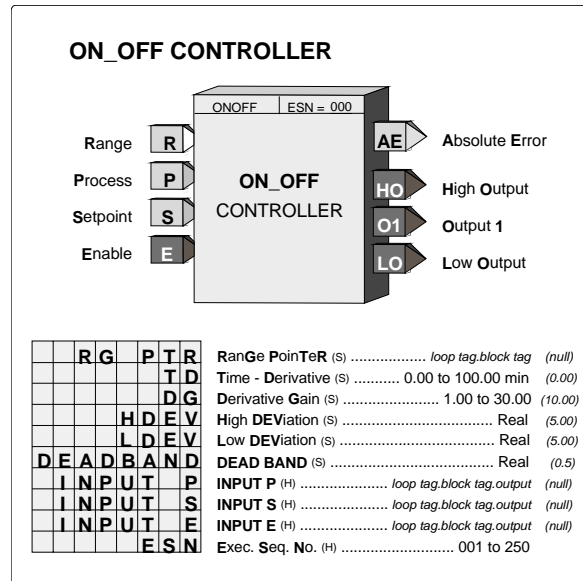 ON_OFF CONTROLLER
ONOFF ESN = 000
Range R
Process P
Setpoint S
Enable E
ON_OFF
CONTROLLER
AE Absolute Error
HO High Output
O1 Output 1
LO Low Output
RG PTR RanGe PoinTeR (S) .................. loop tag.block tag (null)
TD Time - Derivative (S) ........... 0.00 to 100.00 min (0.00)
DG Derivative Gain (S) .................... 1.00 to 30.00 (10.00)
HDEV High DEViation (S) ................................... Real (5.00)
LDEV Low DEViation (S) .................................... Real (5.00)
DEADBAND DEAD BAND (S) ........................................ Real (0.5)
INPUT P INPUT P (H) ....................... loop tag.block tag.output (null)
INPUT S INPUT S (H) ....................... loop tag.block tag.output (null)
INPUT E INPUT E (H) ....................... loop tag.block tag.output (null)
ESN Exec. Seq. No. (H) ..................... 001 to 250